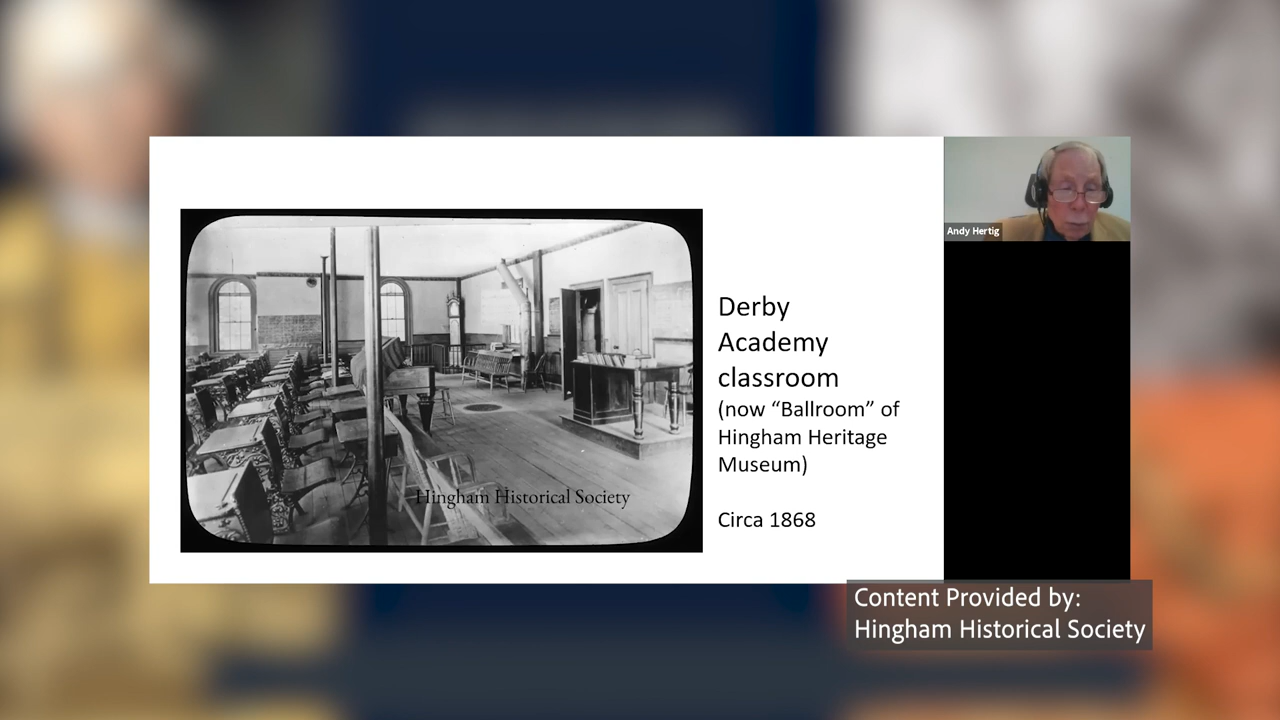 Andy Hertig
Derby
Academy
classroom
(now “Ballroom” of
Hingham Heritage
Museum)
Circa 1868
Hingham Historical Society
Content Provided by:
Hingham Historical Society